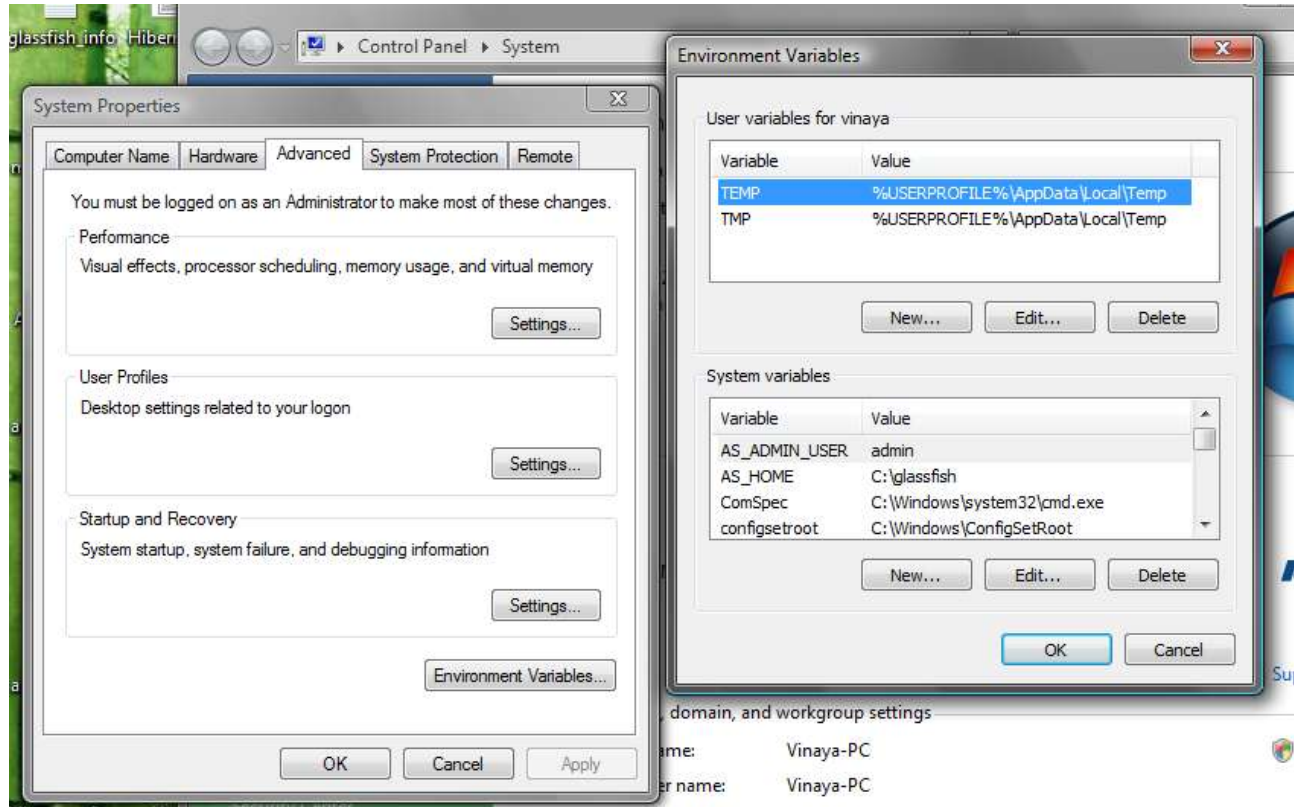 glassfish_info
Control Panel
System
System Properties
Computer Name
Hardware
Advanced
System Protection
Remote
You must be logged on as an Administrator to make most of these changes.
Performance
Visual effects, processor scheduling, memory usage, and virtual memory
Settings...
User Profiles
Desktop settings related to your logon
Settings...
Startup and Recovery
System startup, system failure, and debugging information
Settings...
Environment Variables...
OK
Cancel
Apply
Environment Variables
User variables for vinaya
Variable Value
TEMP %USERPROFILE%\AppData\Local\Temp
TMP %USERPROFILE%\AppData\Local\Temp
New...
Edit...
Delete
System variables
Variable Value
AS_ADMIN_USER admin
AS_HOME C:\glassfish
ComSpec C:\Windows\system32\cmd.exe
configsetroot C:\Windows\ConfigSetRoot
New...
Edit...
Delete
OK
Cancel
, domain, and workgroup settings
ame: Vinaya-PC
er name: Vinaya-PC